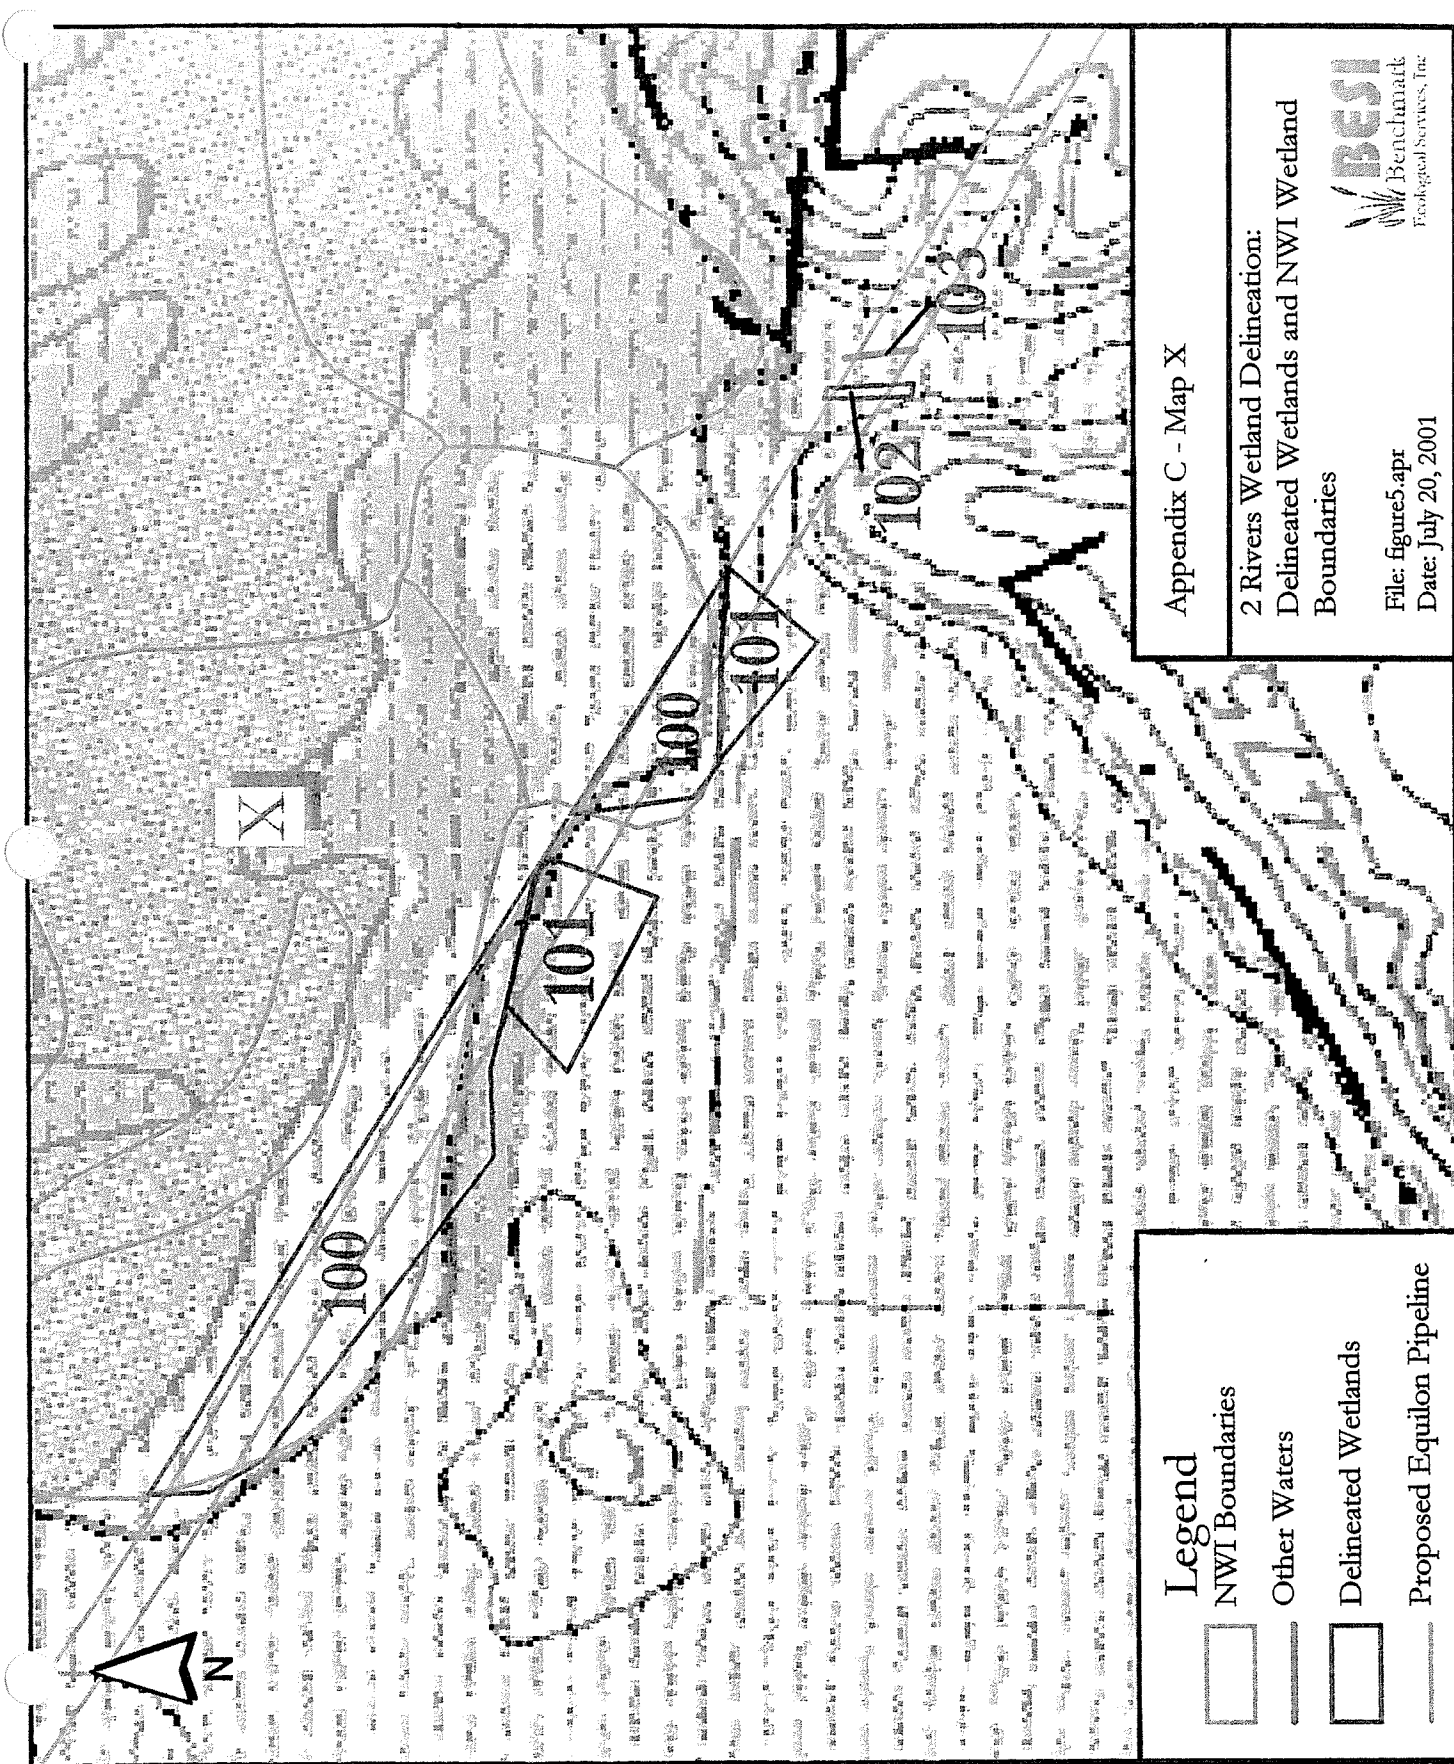 X
100
101
100
101
102
103
N
Legend
NWI Boundaries
Other Waters
Delineated Wetlands
Proposed Equilon Pipeline
Appendix C - Map X
2 Rivers Wetland Delineation:
Delineated Wetlands and NWI Wetland
Boundaries
File: figure5.apr
Date: July 20, 2001
BESI
Benchmark
Ecological Services, Inc